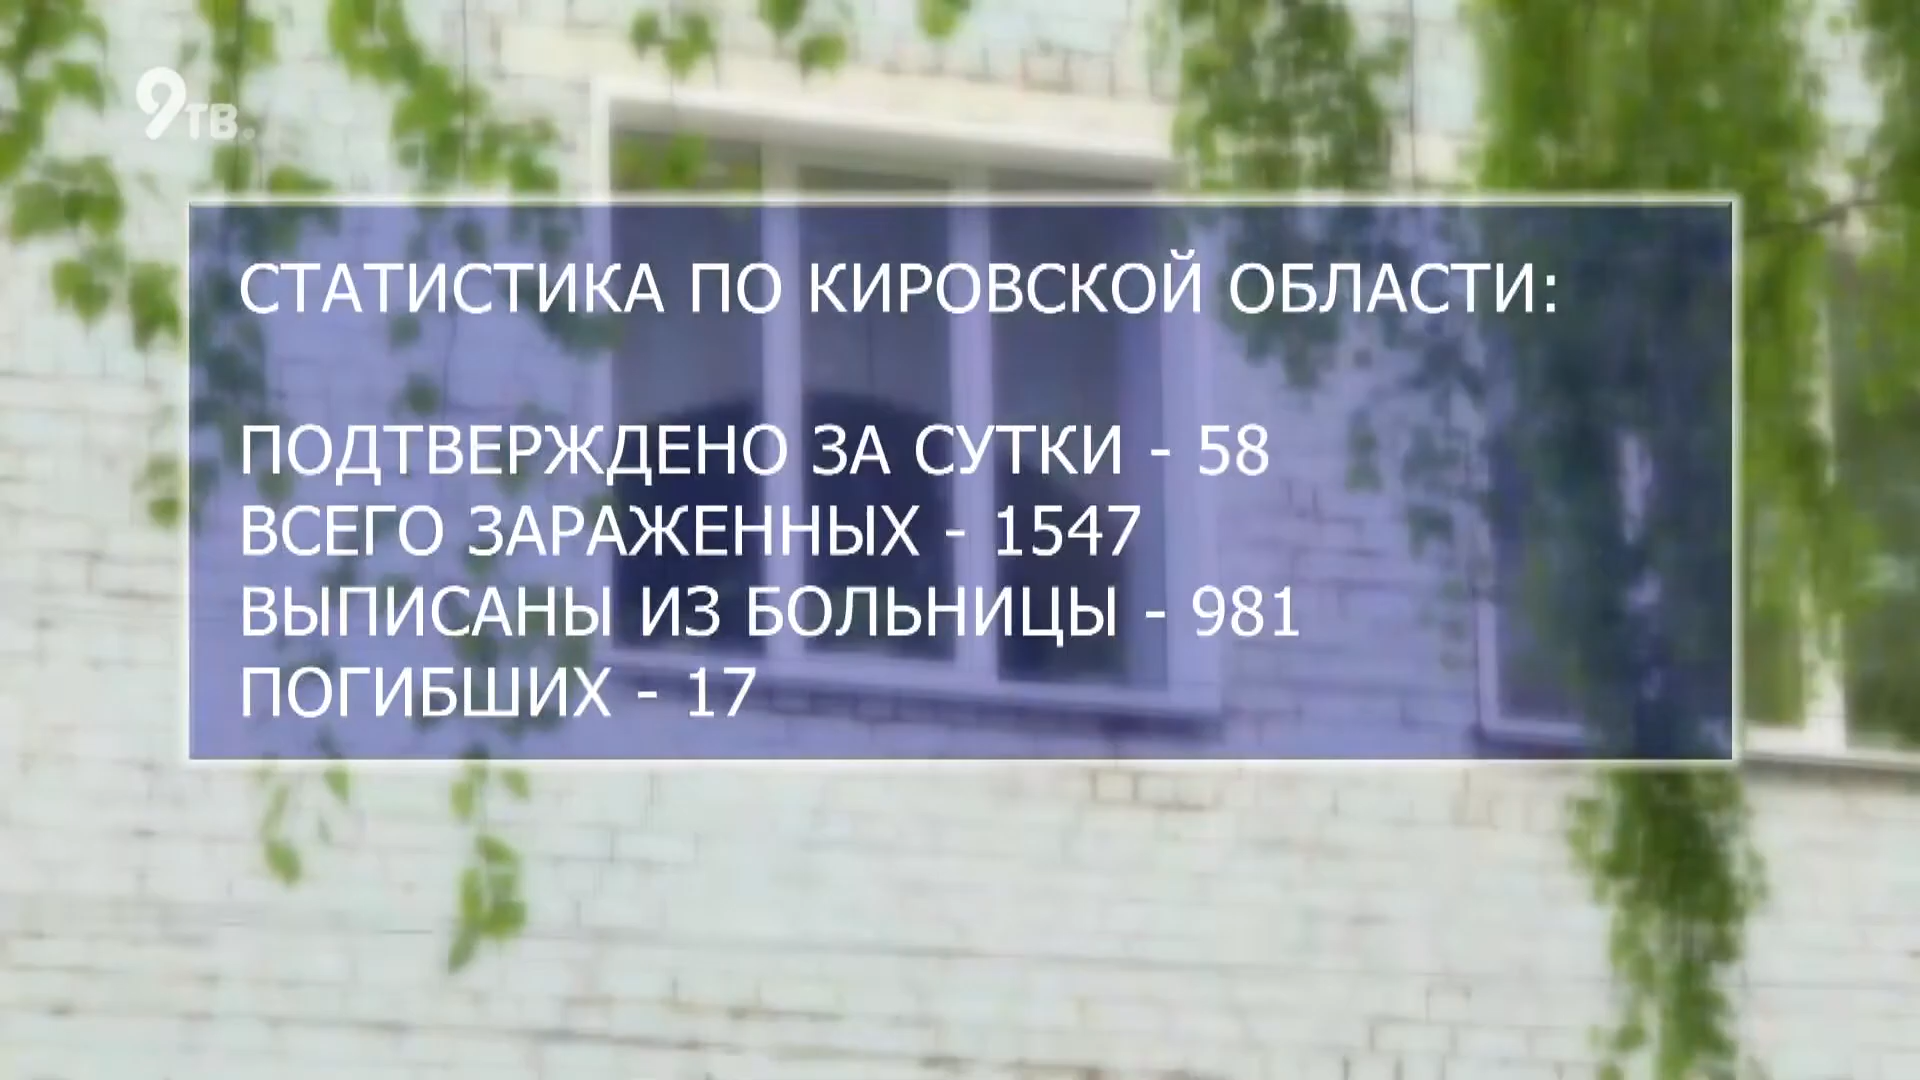 9ТВ.
СТАТИСТИКА ПО КИРОВСКОЙ ОБЛАСТИ:
ПОДТВЕРЖДЕНО ЗА СУТКИ - 58
ВСЕГО ЗАРАЖЕННЫХ - 1547
ВЫПИСАНЫ ИЗ БОЛЬНИЦЫ - 981
ПОГИБШИХ - 17